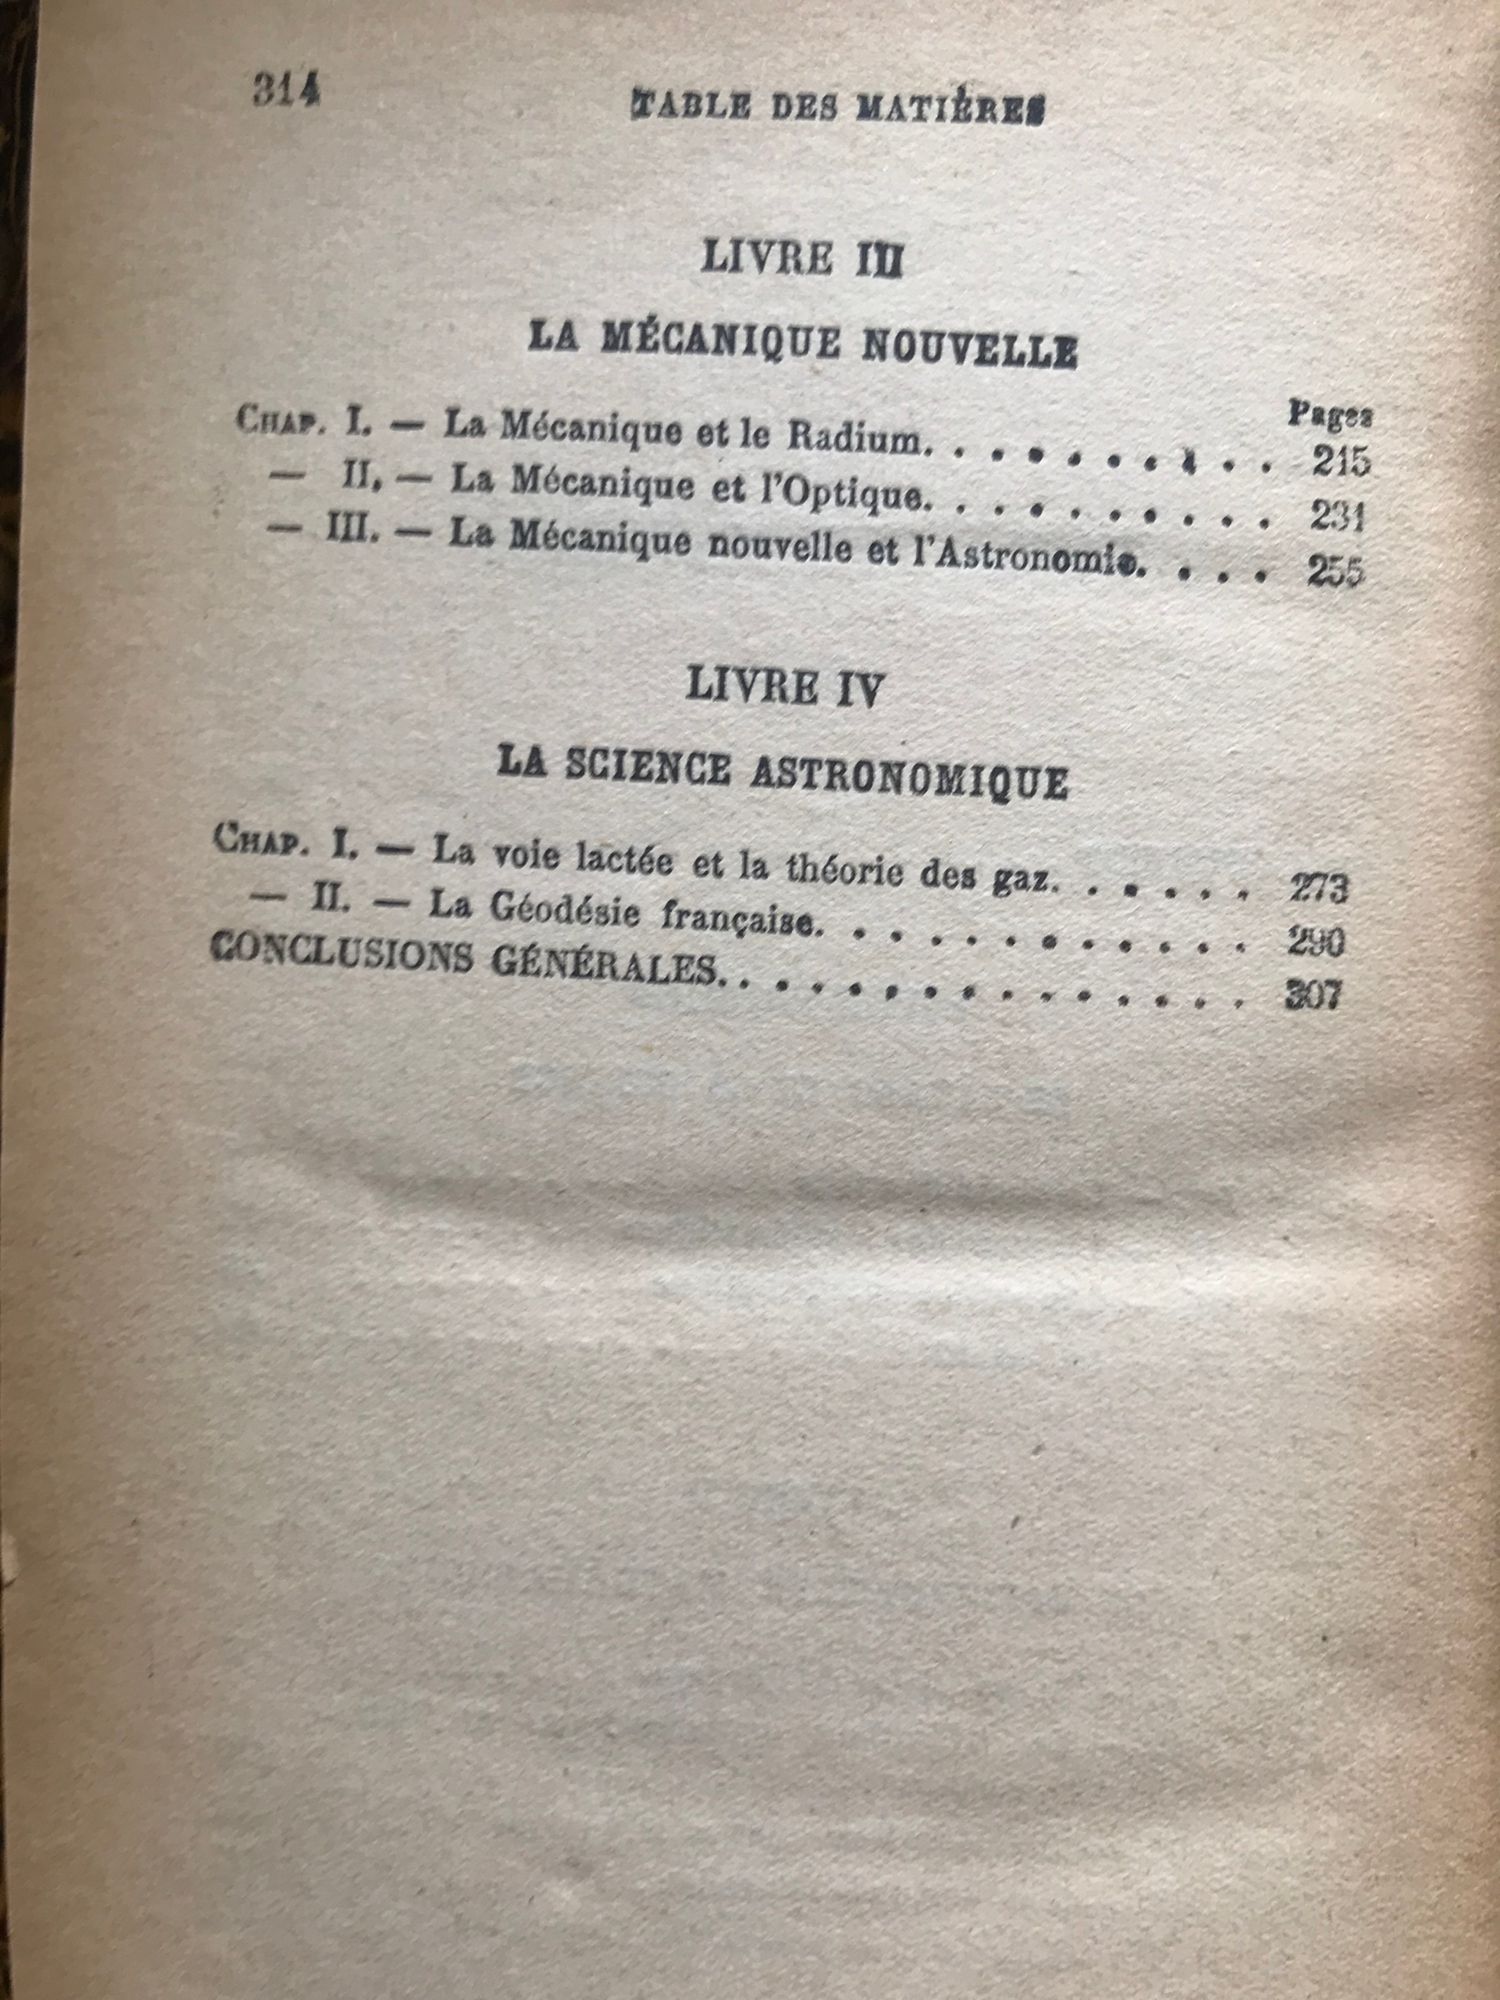 314
TABLE DES MATIÈRES
LIVRE III
LA MÉCANIQUE NOUVELLE
Pages
CHAP. I. — La Mécanique et le Radium. . . . . . . . . . 215
— II. — La Mécanique et l'Optique. . . . . . . . . . 231
— III. — La Mécanique nouvelle et l'Astronomie. . . . 255
LIVRE IV
LA SCIENCE ASTRONOMIQUE
CHAP. I. — La voie lactée et la théorie des gaz. . . . . . 273
— II. — La Géodésie française. . . . . . . . . . . . 290
CONCLUSIONS GÉNÉRALES. . . . . . . . . . . . . . . 307